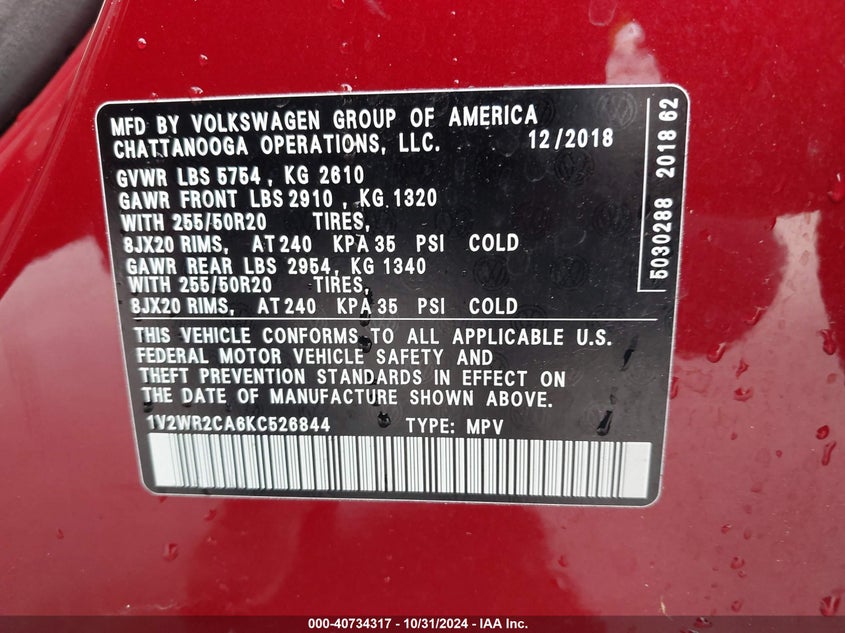 MFD BY VOLKSWAGEN GROUP OF AMERICA
CHATTANOOGA OPERATIONS, LLC. 12/2018
GVWR LBS 5754 , KG 2610
GAWR FRONT LBS 2910 , KG 1320
WITH 255/50R20 TIRES,
8JX20 RIMS, AT 240 KPA 35 PSI COLD
GAWR REAR LBS 2954, KG 1340
WITH 255/50R20 TIRES,
8JX20 RIMS, AT 240 KPA 35 PSI COLD
THIS VEHICLE CONFORMS TO ALL APPLICABLE U.S.
FEDERAL MOTOR VEHICLE SAFETY AND
THEFT PREVENTION STANDARDS IN EFFECT ON
THE DATE OF MANUFACTURE SHOWN ABOVE.
1V2WR2CA6KC526844 TYPE: MPV
5030288 2018 62
000-40734317 - 10/31/2024 - IAA Inc.